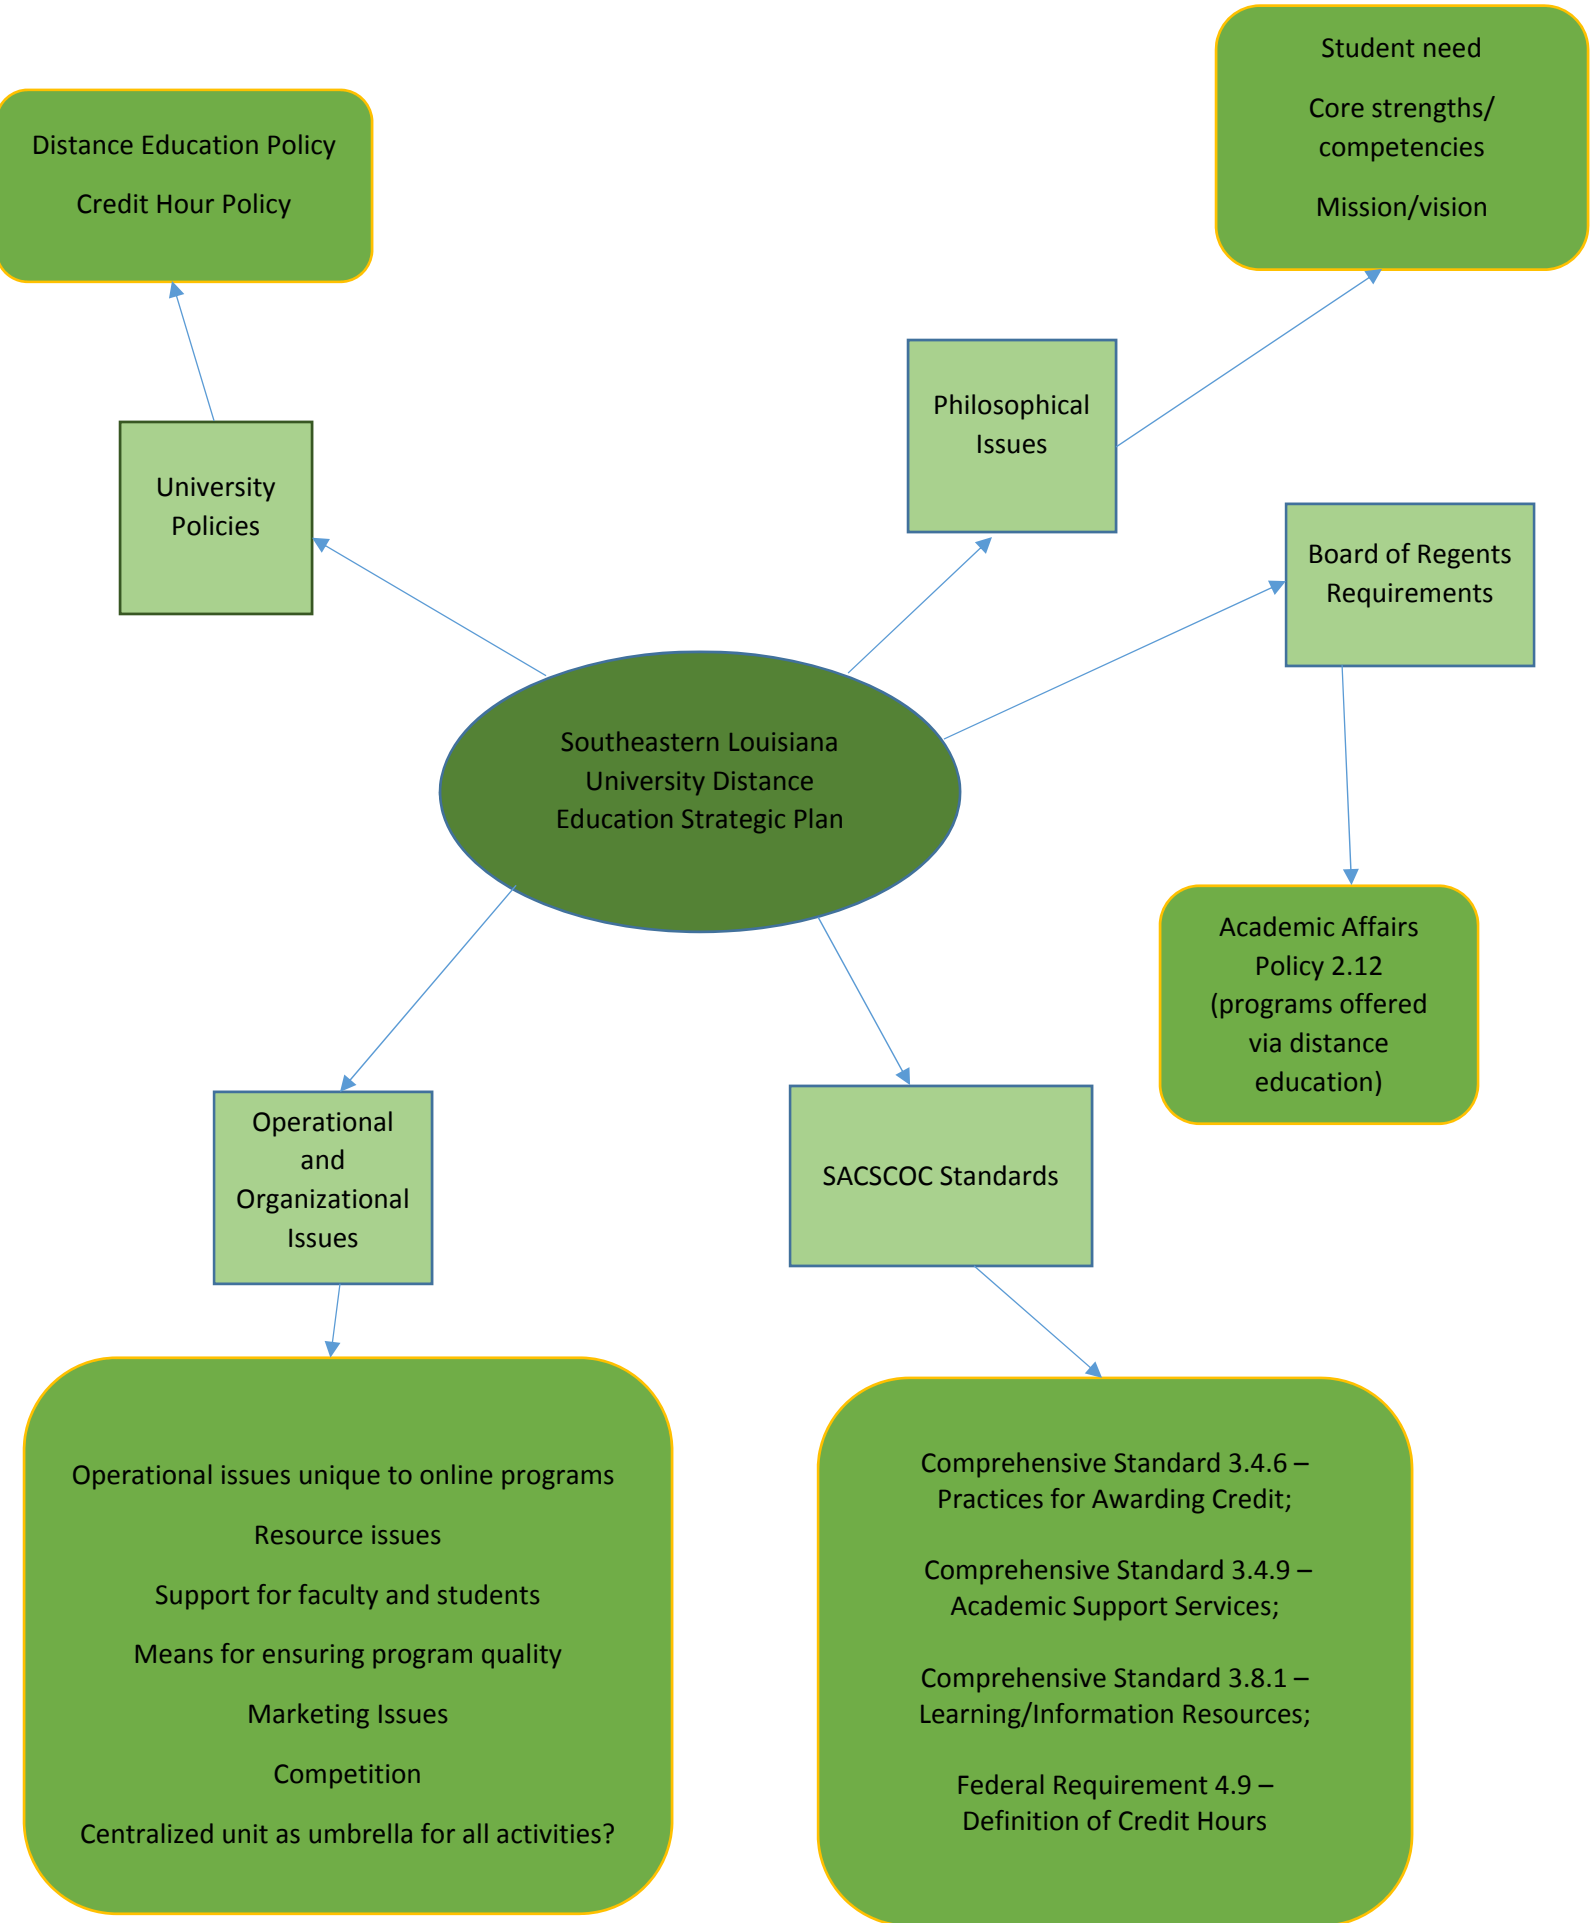 Student need
Core strengths/
competencies
Mission/vision
Distance Education Policy
Credit Hour Policy
Philosophical
Issues
University
Policies
Board of Regents
Requirements
Southeastern Louisiana
University Distance
Education Strategic Plan
Academic Affairs
Policy 2.12
(programs offered
via distance
education)
Operational
and
Organizational
Issues
SACSCOC Standards
Operational issues unique to online programs
Resource issues
Support for faculty and students
Means for ensuring program quality
Marketing Issues
Competition
Centralized unit as umbrella for all activities?
Comprehensive Standard 3.4.6 –
Practices for Awarding Credit;
Comprehensive Standard 3.4.9 –
Academic Support Services;
Comprehensive Standard 3.8.1 –
Learning/Information Resources;
Federal Requirement 4.9 –
Definition of Credit Hours